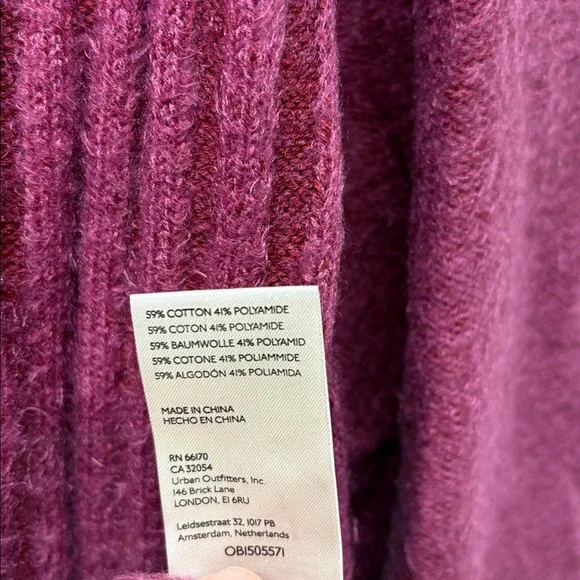 59% COTTON 41% POLYAMIDE
59% COTON 41% POLYAMIDE
59% BAUMWOLLE 41% POLYAMID
59% COTONE 41% POLIAMMIDE
59% ALGODÓN 41% POLIAMIDA
MADE IN CHINA
HECHO EN CHINA
RN 66170
CA 32054
Urban Outfitters, Inc.
146 Brick Lane
LONDON, E1 6RU
Leidsestraat 32, 1017 PB
Amsterdam, Netherlands
OB1505571